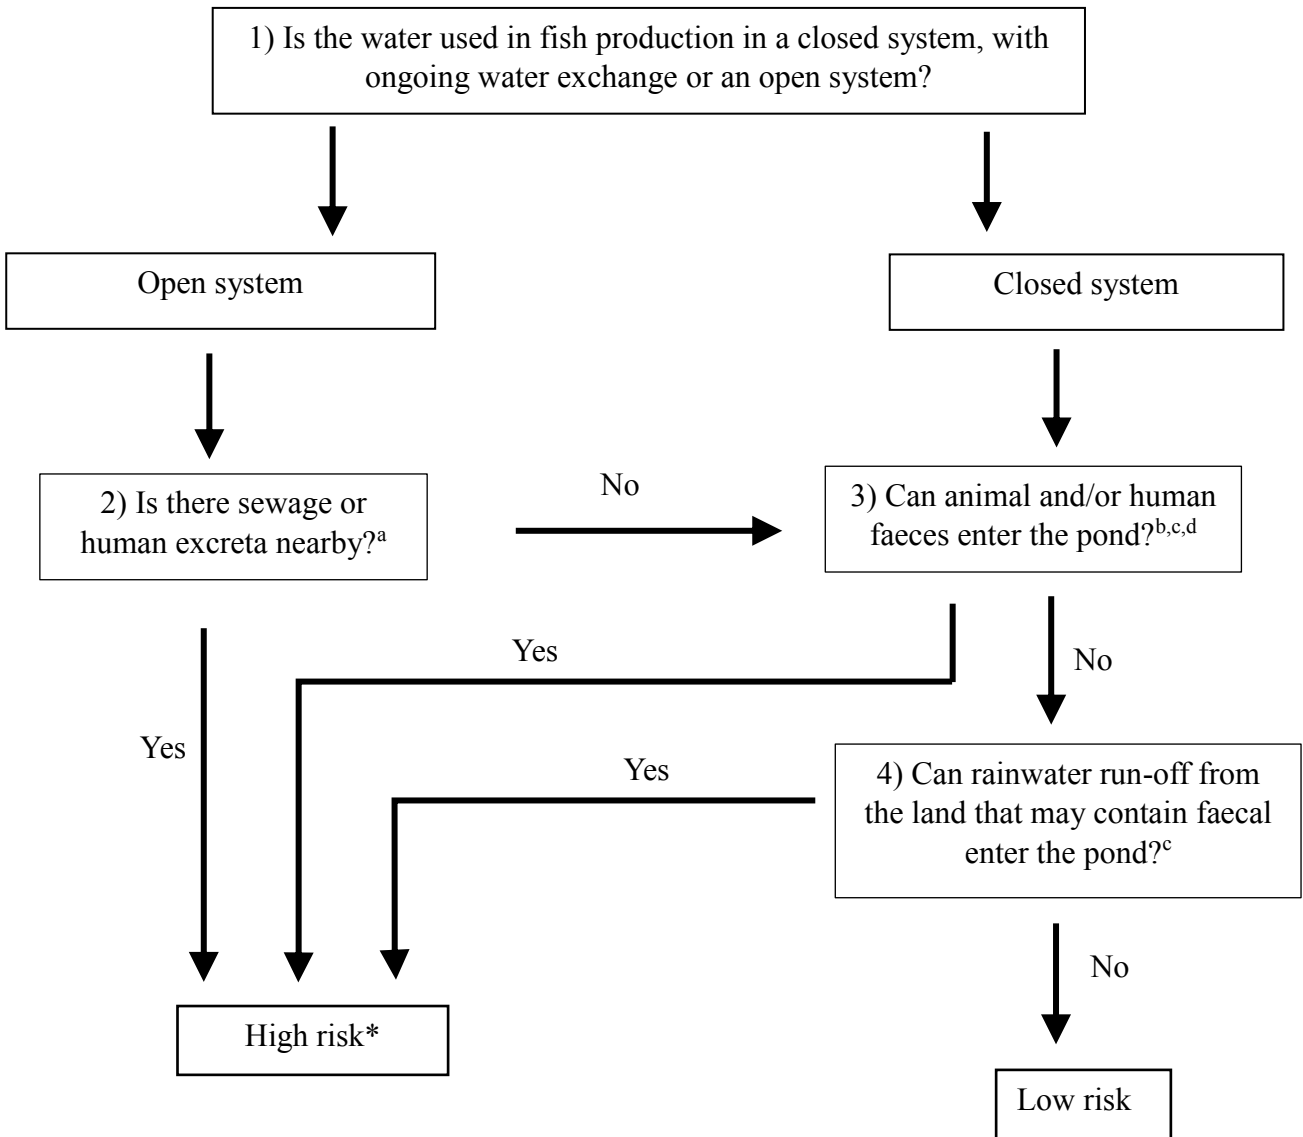 1) Is the water used in fish production in a closed system, with
ongoing water exchange or an open system?
Open system
Closed system
2) Is there sewage or
human excreta nearby?ᵃ
No
3) Can animal and/or human
faeces enter the pond?ᵇ,ᶜ,ᵈ
Yes
No
Yes
Yes
4) Can rainwater run-off from
the land that may contain faecal
enter the pond?ᶜ
No
High risk*
Low risk